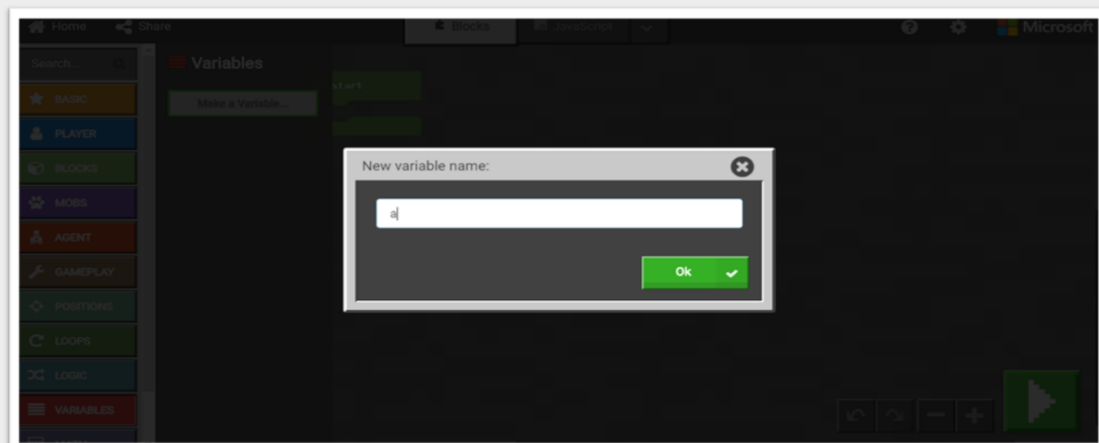 Home Share Blocks JavaScript Microsoft
Search...
Variables
Make a Variable...
start
BASIC
PLAYER
BLOCKS
MOBS
AGENT
GAMEPLAY
POSITIONS
LOOPS
LOGIC
VARIABLES
New variable name:
a
Ok